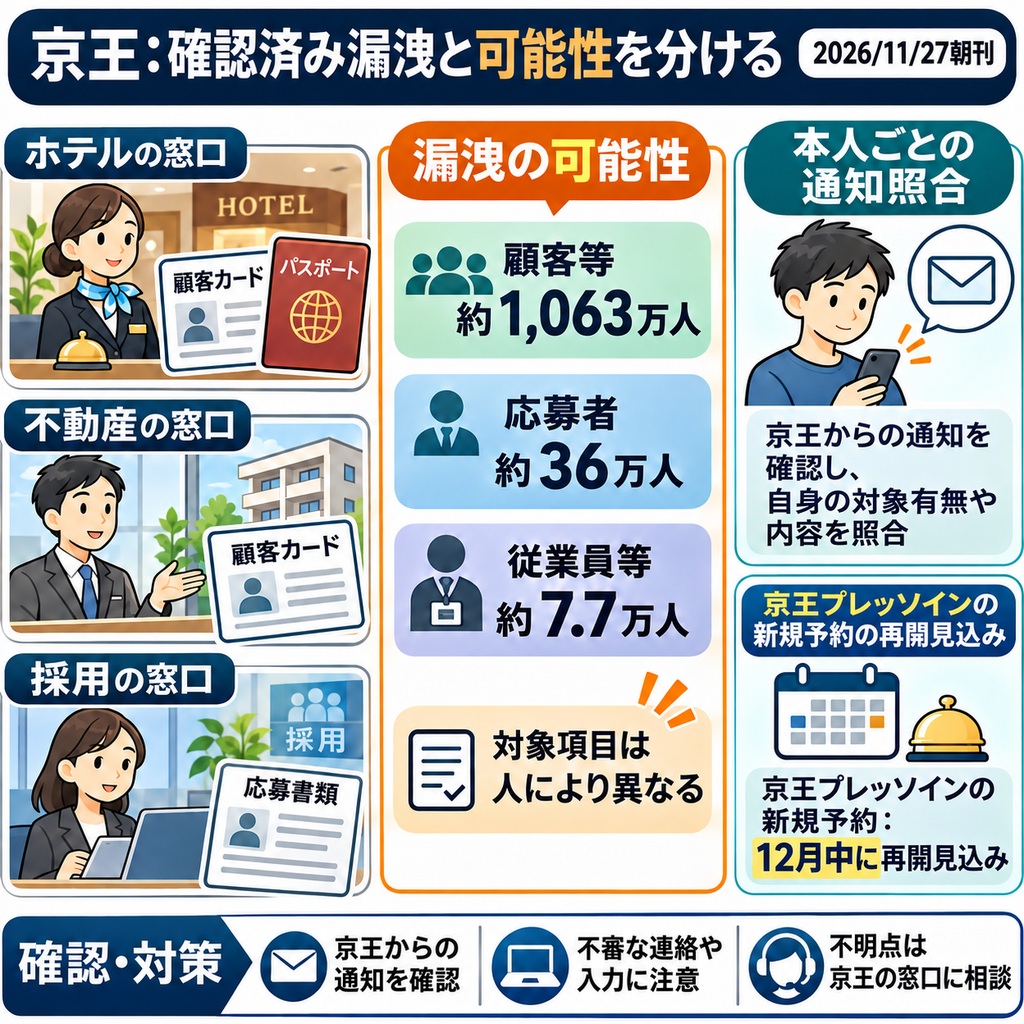 京王：確認済み漏洩と可能性を分ける
2026/11/27朝刊
ホテルの窓口
HOTEL
顧客カード
パスポート
不動産の窓口
顧客カード
採用の窓口
採用
応募書類
漏洩の可能性
顧客等
約1,063万人
応募者
約36万人
従業員等
約7.7万人
対象項目は
人により異なる
本人ごとの
通知照合
京王からの通知を
確認し、
自身の対象有無や
内容を照合
京王プレッソインの
新規予約の再開見込み
京王プレッソインの
新規予約：
12月中に再開見込み
確認・対策
京王からの
通知を確認
不審な連絡や
入力に注意
不明点は
京王の窓口に相談